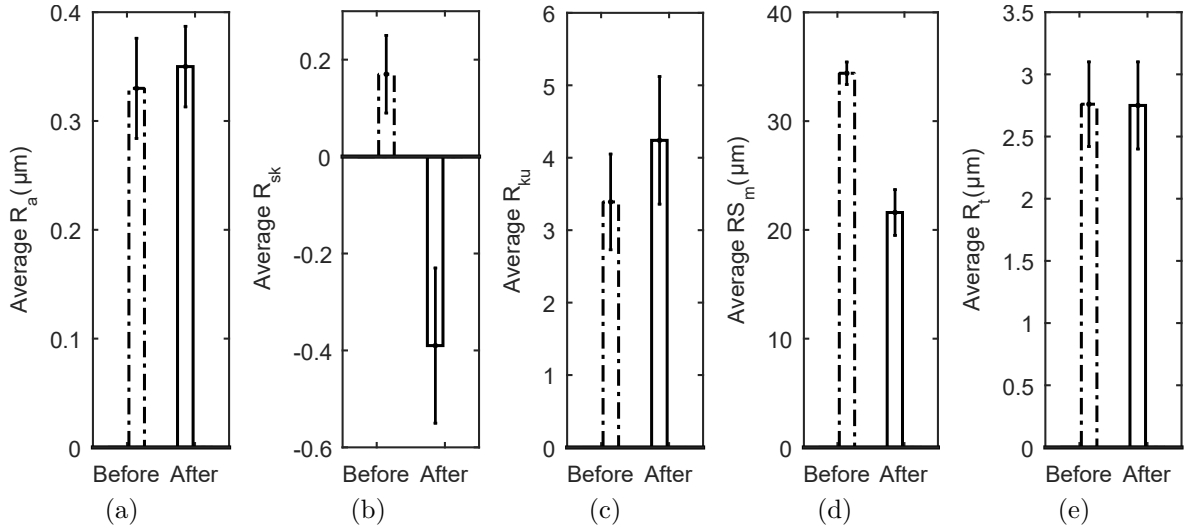 Average R_a (μm)
0.4
0.3
0.2
0.1
0
Before After
(a)
Average R_sk
0.2
0
-0.2
-0.4
-0.6
Before After
(b)
Average R_ku
6
5
4
3
2
1
0
Before After
(c)
Average RS_m (μm)
40
30
20
10
0
Before After
(d)
Average R_t (μm)
3.5
3
2.5
2
1.5
1
0.5
0
Before After
(e)